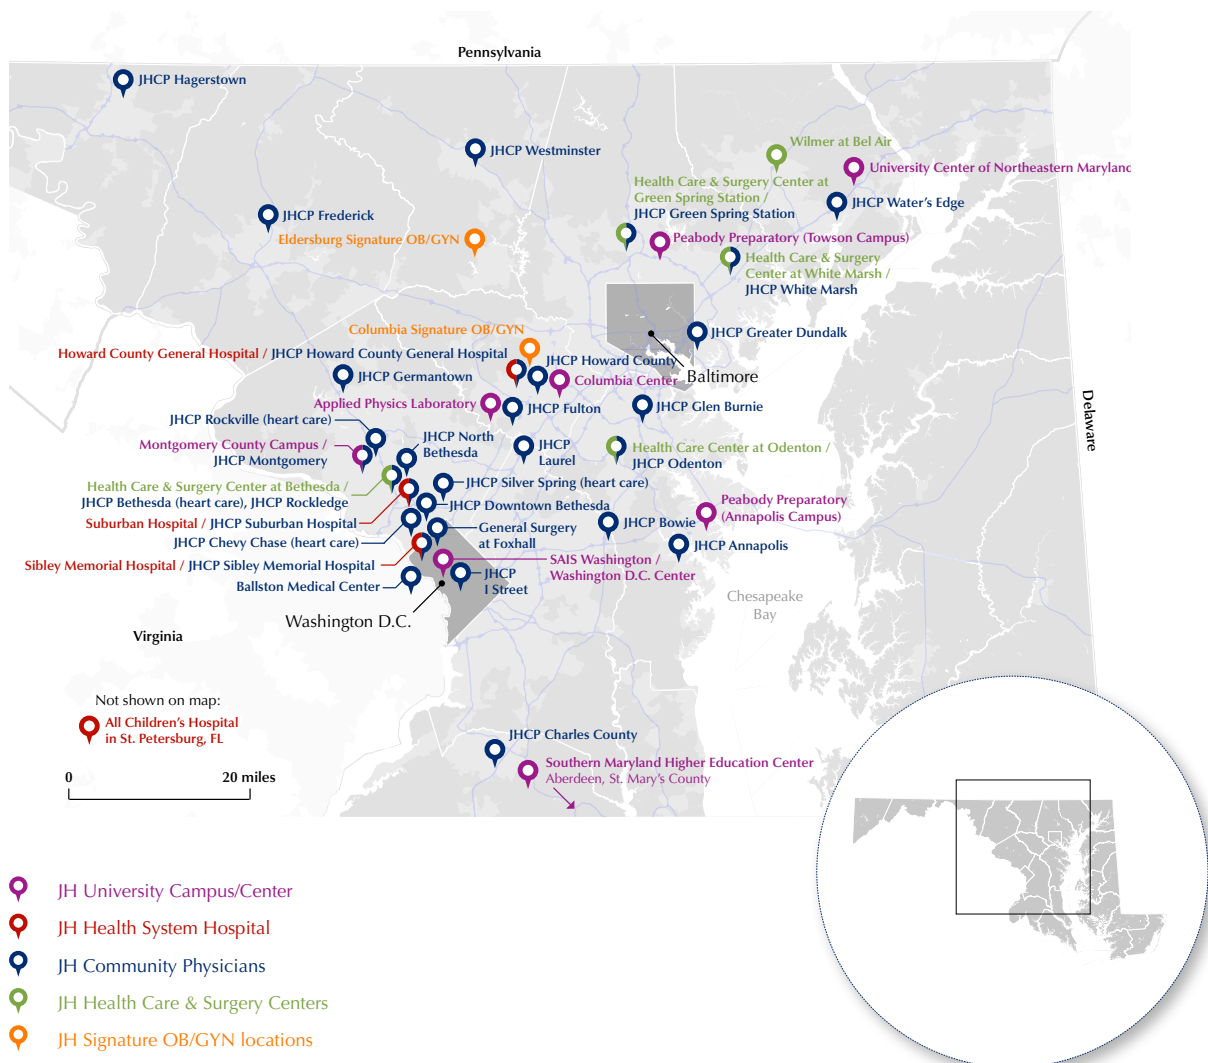 Pennsylvania
JHCP Hagerstown
Wilmer at Bel Air
JHCP Westminster
University Center of Northeastern Maryland
Health Care & Surgery Center at
Green Spring Station /
JHCP Green Spring Station
JHCP Water's Edge
JHCP Frederick
Eldersburg Signature OB/GYN
Peabody Preparatory (Towson Campus)
Health Care & Surgery
Center at White Marsh /
JHCP White Marsh
Columbia Signature OB/GYN
JHCP Greater Dundalk
Howard County General Hospital / JHCP Howard County General Hospital
JHCP Howard County
Baltimore
JHCP Germantown
Columbia Center
Applied Physics Laboratory
JHCP Fulton
JHCP Glen Burnie
Delaware
JHCP Rockville (heart care)
Montgomery County Campus /
JHCP Montgomery
JHCP North
Bethesda
JHCP
Laurel
Health Care Center at Odenton /
JHCP Odenton
Health Care & Surgery Center at Bethesda /
JHCP Bethesda (heart care), JHCP Rockledge
JHCP Silver Spring (heart care)
JHCP Downtown Bethesda
Peabody Preparatory
(Annapolis Campus)
Suburban Hospital / JHCP Suburban Hospital
General Surgery
at Foxhall
JHCP Bowie
JHCP Chevy Chase (heart care)
JHCP Annapolis
Sibley Memorial Hospital / JHCP Sibley Memorial Hospital
SAIS Washington /
Washington D.C. Center
Ballston Medical Center
JHCP
I Street
Chesapeake
Bay
Washington D.C.
Virginia
Not shown on map:
All Children's Hospital
in St. Petersburg, FL
JHCP Charles County
Southern Maryland Higher Education Center
Aberdeen, St. Mary's County
0 20 miles
JH University Campus/Center
JH Health System Hospital
JH Community Physicians
JH Health Care & Surgery Centers
JH Signature OB/GYN locations